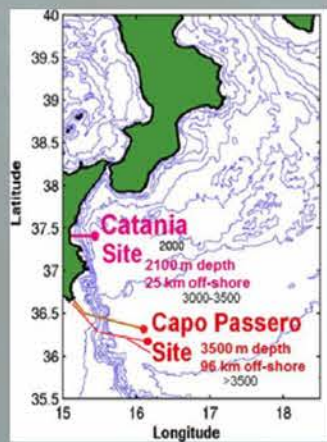 40
39.5
39
38.5
38
37.5
37
36.5
36
35.5
Latitude
Catania
Site
2000
2100 m depth
25 km off-shore
3000-3500
Capo Passero
Site
3500 m depth
96 km off-shore
>3500
15
16
17
18
Longitude